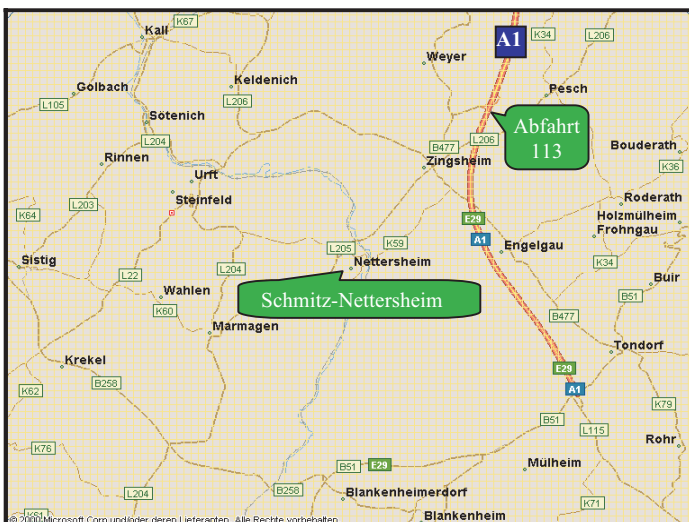 K67
Kall
A1
K34
L206
Weyer
Keldenich
Golbach
L105
L206
Pesch
Sötenich
L204
Abfahrt
113
L206
B477
Bouderath
Rinnen
Zingsheim
K36
Urft
Steinfeld
L203
K64
Roderath
Holzmülheim
Frohngau
E29
A1
K59
L205
Engelgau
Sistig
L22
L204
Nettersheim
K34
Buir
Wahlen
K60
Schmitz-Nettersheim
B51
B477
Marmagen
Tondorf
Krekel
B258
K62
E29
A1
K79
B51
L115
K76
Rohr
B51
E29
Mülheim
L204
B258
Blankenheimerdorf
K71
K61
Blankenheim
© 2000 Microsoft Corp und/oder deren Lieferanten. Alle Rechte vorbehalten.